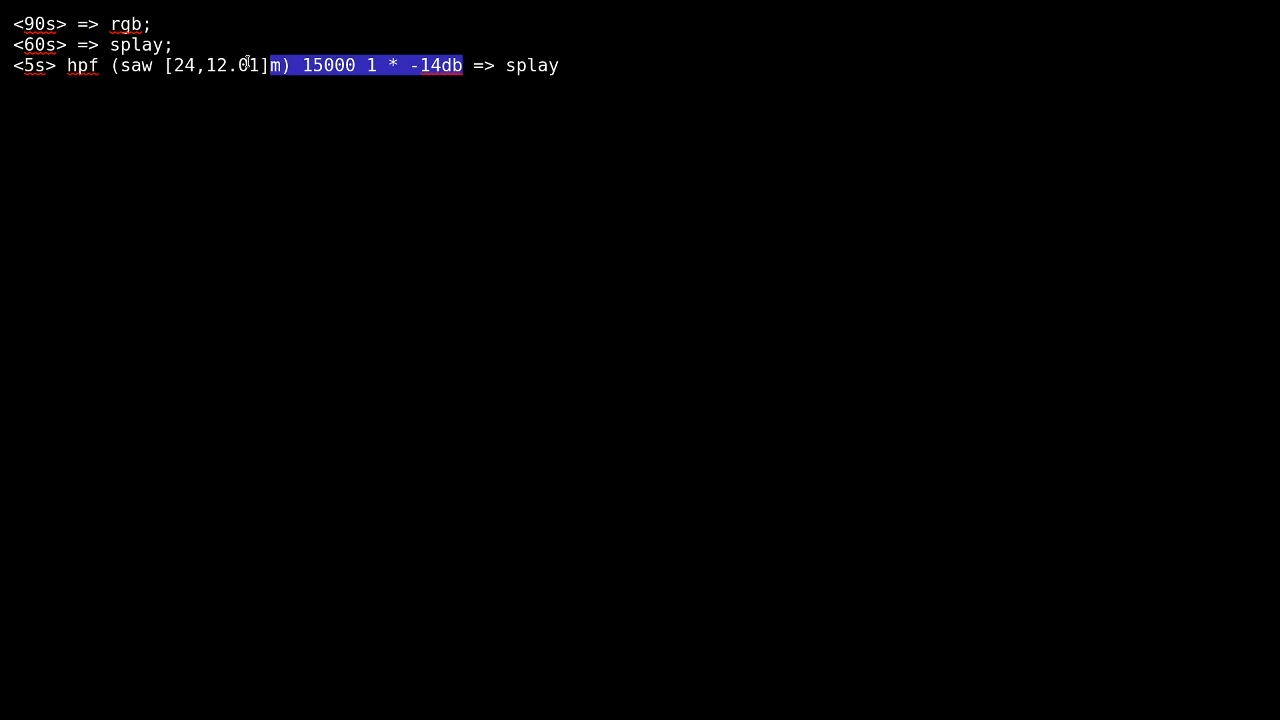 <90s> => rgb;
<60s> => splay;
<5s> hpf (saw [24,12.01]m) 15000 1 * -14db => splay